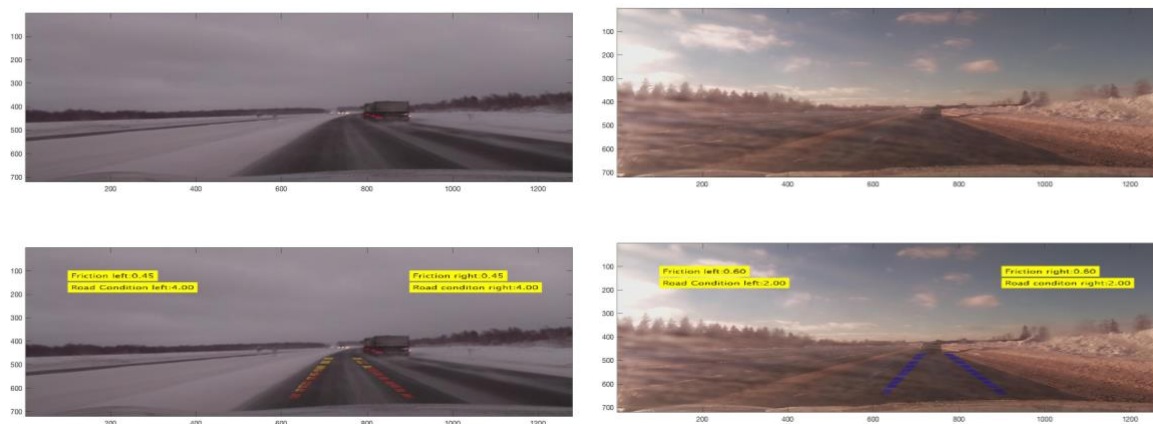 100
200
300
400
500
600
700
200 400 600 800 1000 1200
100
200
300
400
500
600
700
200 400 600 800 1000 1200
Friction left:0.45
Road Condition left:4.00
Friction right:0.45
Road conditon right:4.00
100
200
300
400
500
600
700
200 400 600 800 1000 1200
Friction left:0.60
Road Condition left:2.00
Friction right:0.60
Road conditon right:2.00
100
200
300
400
500
600
700
200 400 600 800 1000 1200